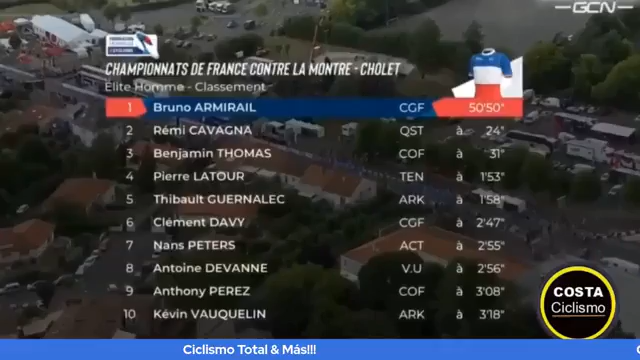 GCN
CHAMPIONNATS DE FRANCE CONTRE LA MONTRE - CHOLET
Élite Homme - Classement
1 Bruno ARMIRAIL CGF 50'50"
2 Rémi CAVAGNA QST à 24"
3 Benjamin THOMAS COF à 31"
4 Pierre LATOUR TEN à 1'53"
5 Thibault GUERNALEC ARK à 1'58"
6 Clément DAVY CGF à 2'47"
7 Nans PETERS ACT à 2'55"
8 Antoine DEVANNE V.U à 2'56"
9 Anthony PEREZ COF à 3'08"
10 Kévin VAUQUELIN ARK à 3'18"
COSTA
Ciclismo
Ciclismo Total & Más!!!